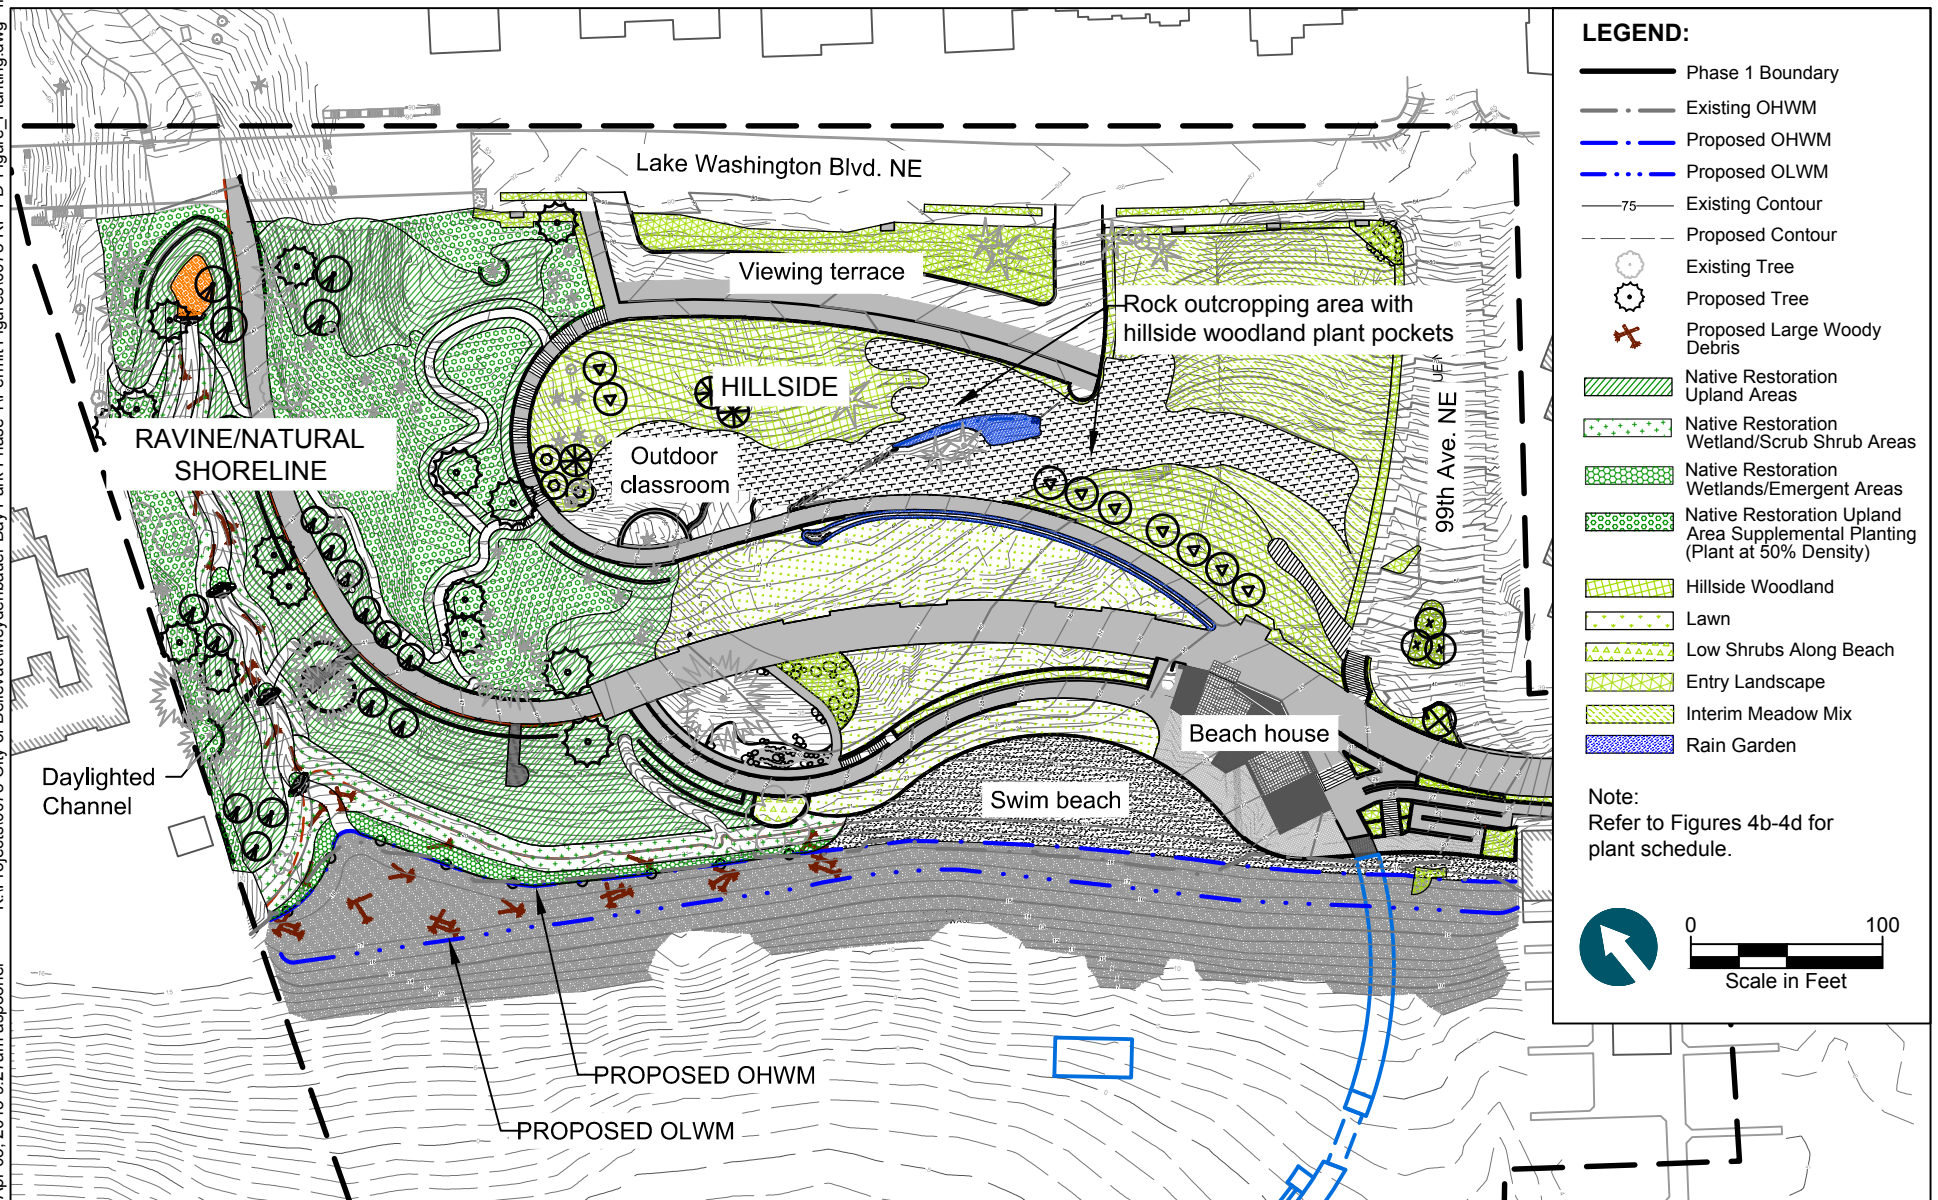 Lake Washington Blvd. NE
Viewing terrace
Rock outcropping area with
hillside woodland plant pockets
HILLSIDE
RAVINE/NATURAL
SHORELINE
Outdoor
classroom
99th Ave. NE
Beach house
Swim beach
Daylighted
Channel
PROPOSED OHWM
PROPOSED OLWM
LEGEND:
Phase 1 Boundary
Existing OHWM
Proposed OHWM
Proposed OLWM
75
Existing Contour
Proposed Contour
Existing Tree
Proposed Tree
Proposed Large Woody
Debris
Native Restoration
Upland Areas
Native Restoration
Wetland/Scrub Shrub Areas
Native Restoration
Wetlands/Emergent Areas
Native Restoration Upland
Area Supplemental Planting
(Plant at 50% Density)
Hillside Woodland
Lawn
Low Shrubs Along Beach
Entry Landscape
Interim Meadow Mix
Rain Garden
Note:
Refer to Figures 4b-4d for
plant schedule.
0 100
Scale in Feet